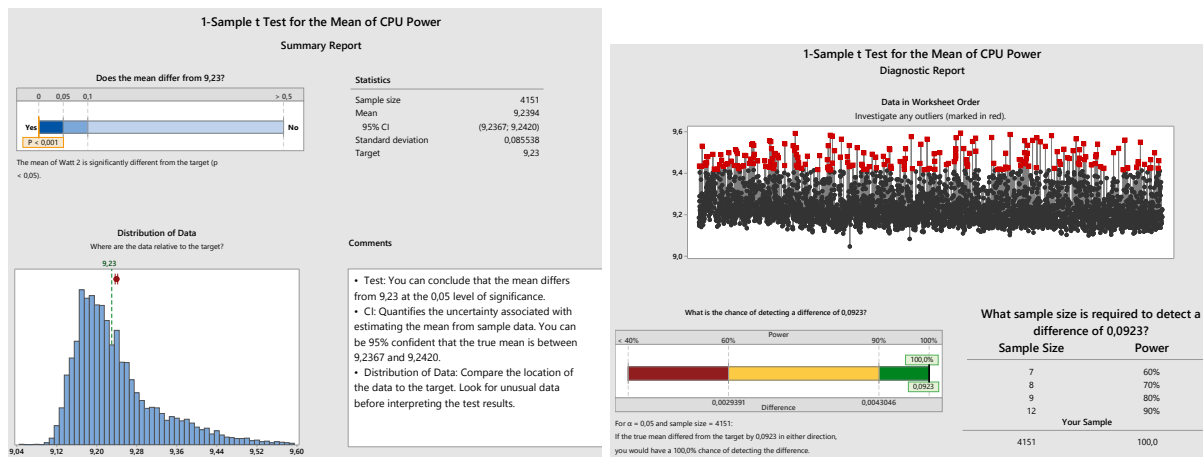 1-Sample t Test for the Mean of CPU Power
Summary Report
Does the mean differ from 9,23?
0 0,05 0,1 > 0,5
Yes No
P < 0,001
The mean of Watt 2 is significantly different from the target (p
< 0,05).
Statistics
Sample size 4151
Mean 9,2394
95% CI (9,2367; 9,2420)
Standard deviation 0,085538
Target 9,23
Distribution of Data
Where are the data relative to the target?
9,23
9,04 9,12 9,20 9,28 9,36 9,44 9,52 9,60
Comments
• Test: You can conclude that the mean differs
from 9,23 at the 0,05 level of significance.
• CI: Quantifies the uncertainty associated with
estimating the mean from sample data. You can
be 95% confident that the true mean is between
9,2367 and 9,2420.
• Distribution of Data: Compare the location of
the data to the target. Look for unusual data
before interpreting the test results.
1-Sample t Test for the Mean of CPU Power
Diagnostic Report
Data in Worksheet Order
Investigate any outliers (marked in red).
9,6
9,4
9,2
9,0
What is the chance of detecting a difference of 0,0923?
Power
< 40% 60% 90% 100%
100,0%
0,0923
0,0029391 0,0043046
Difference
For α = 0,05 and sample size = 4151:
If the true mean differed from the target by 0,0923 in either direction,
you would have a 100,0% chance of detecting the difference.
What sample size is required to detect a
difference of 0,0923?
Sample Size Power
7 60%
8 70%
9 80%
12 90%
Your Sample
4151 100,0